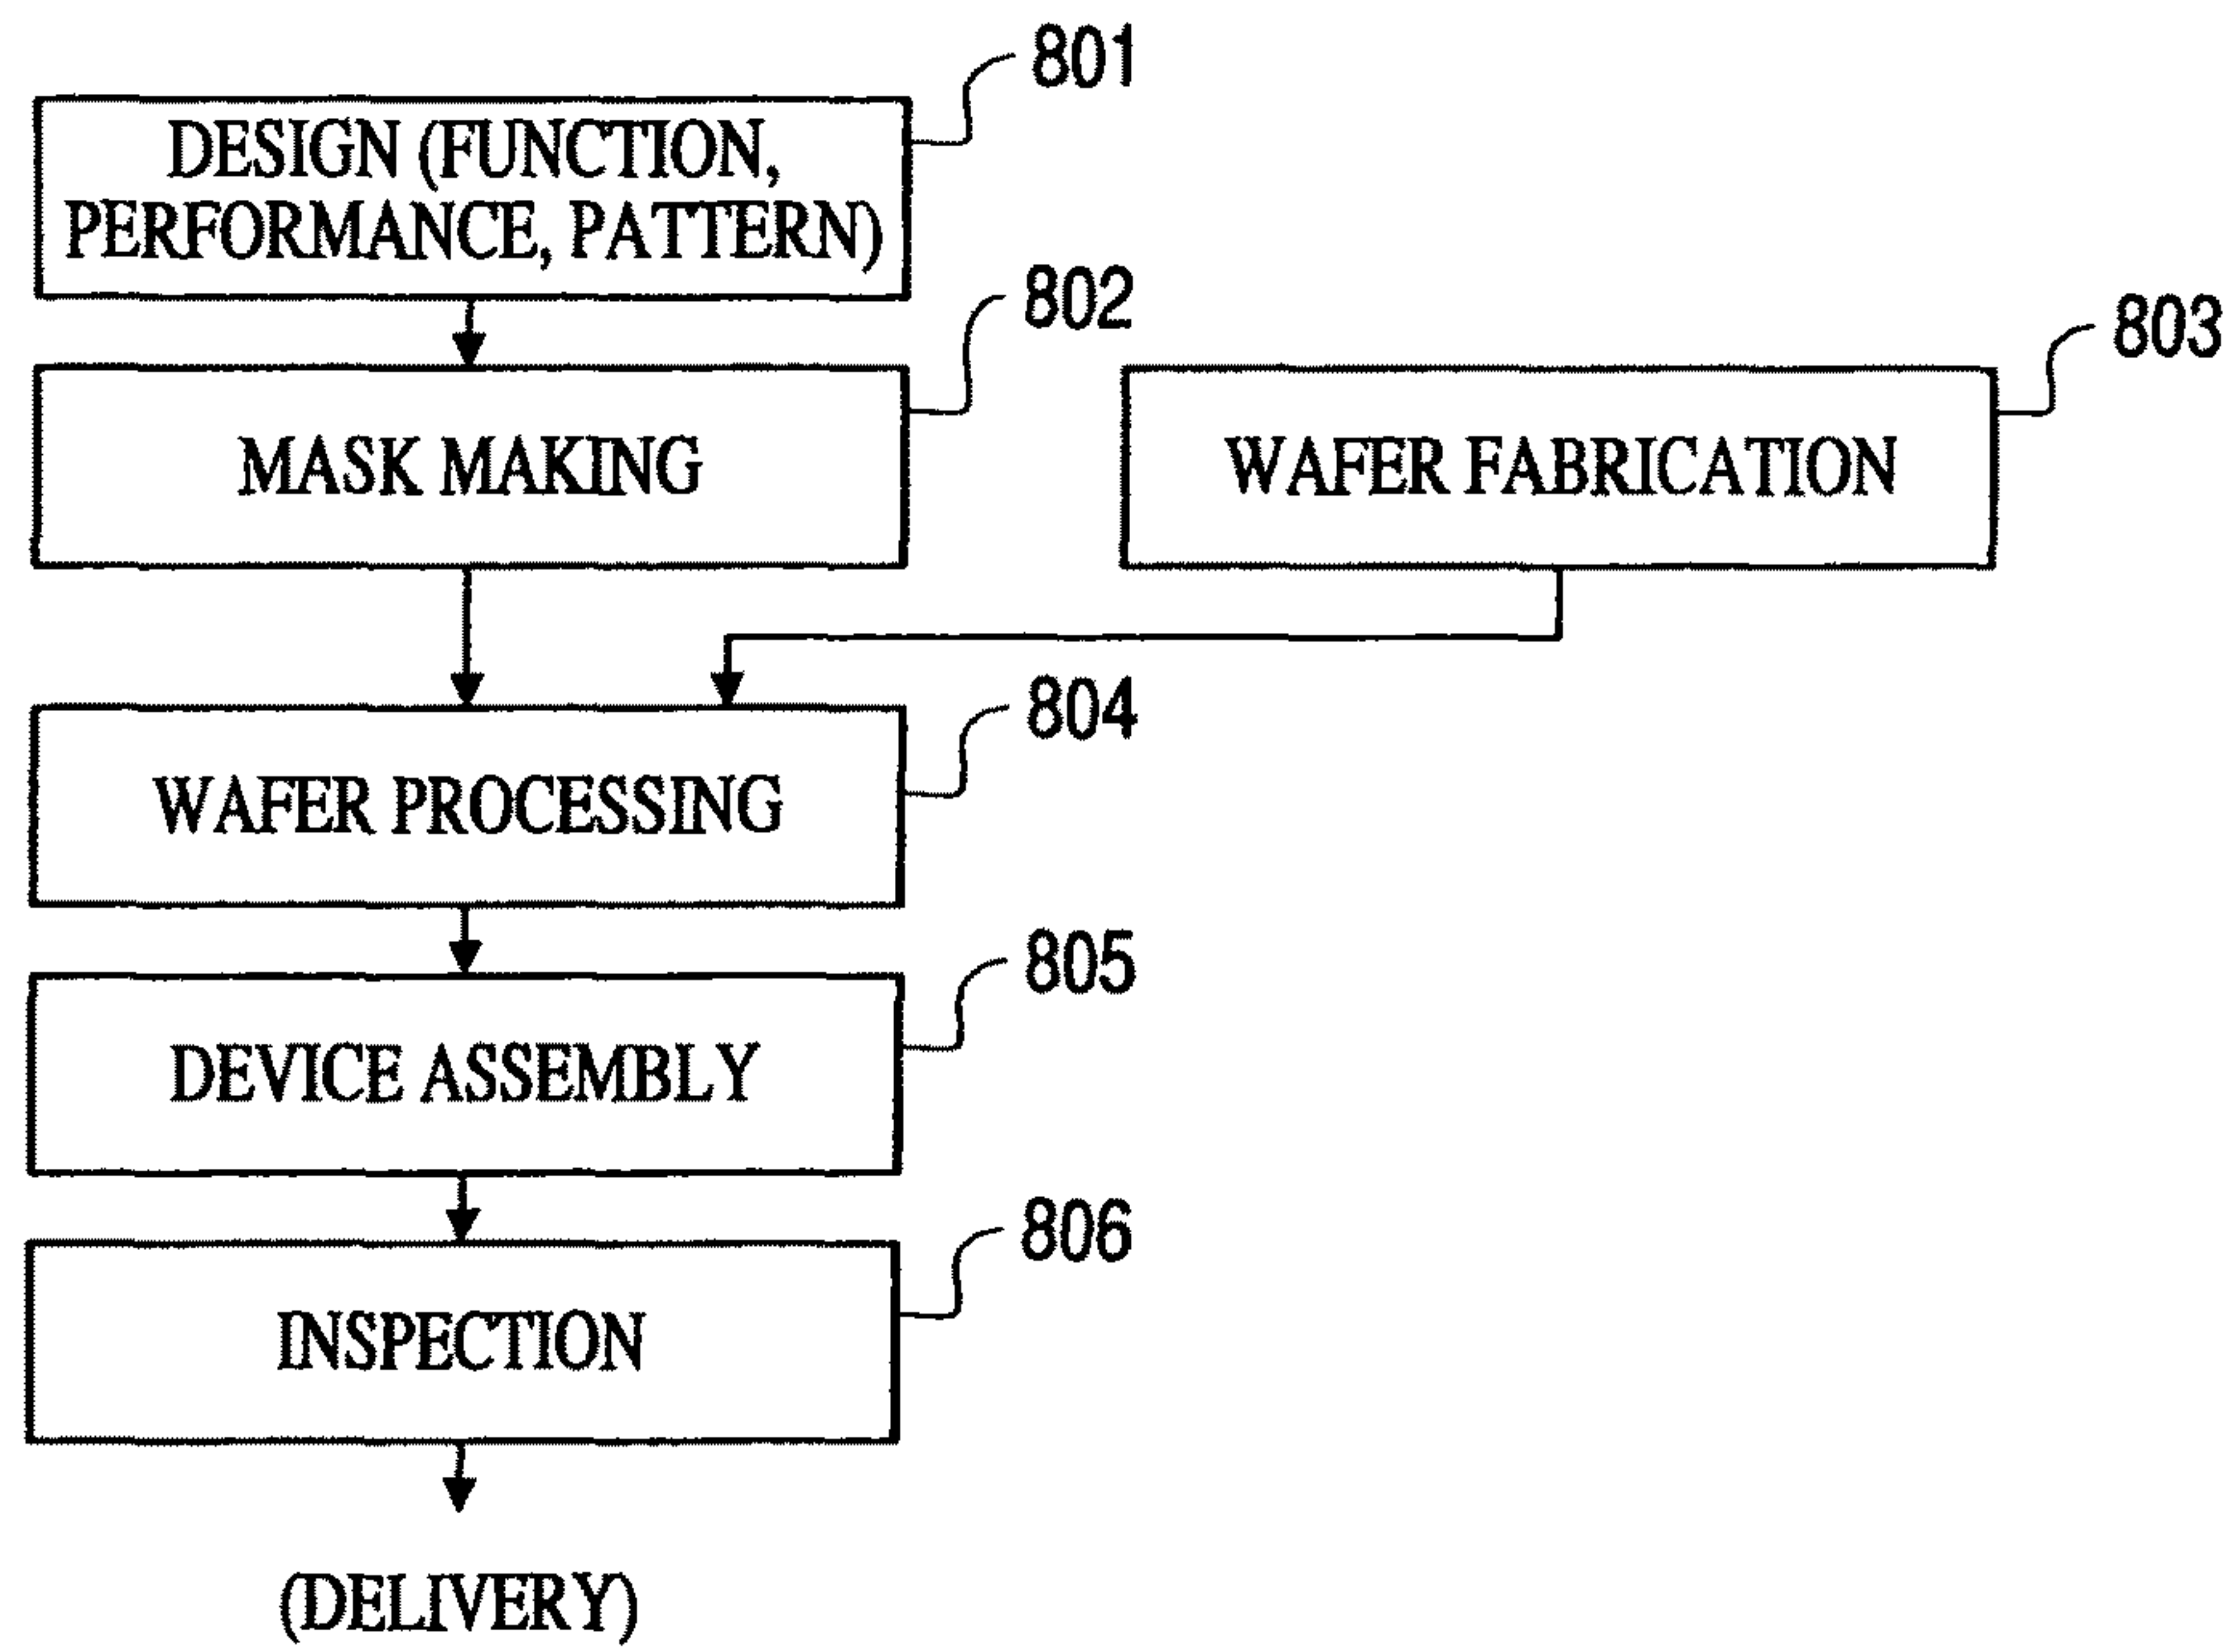 801
DESIGN (FUNCTION,
PERFORMANCE, PATTERN)
802
MASK MAKING
803
WAFER FABRICATION
804
WAFER PROCESSING
805
DEVICE ASSEMBLY
806
INSPECTION
(DELIVERY)